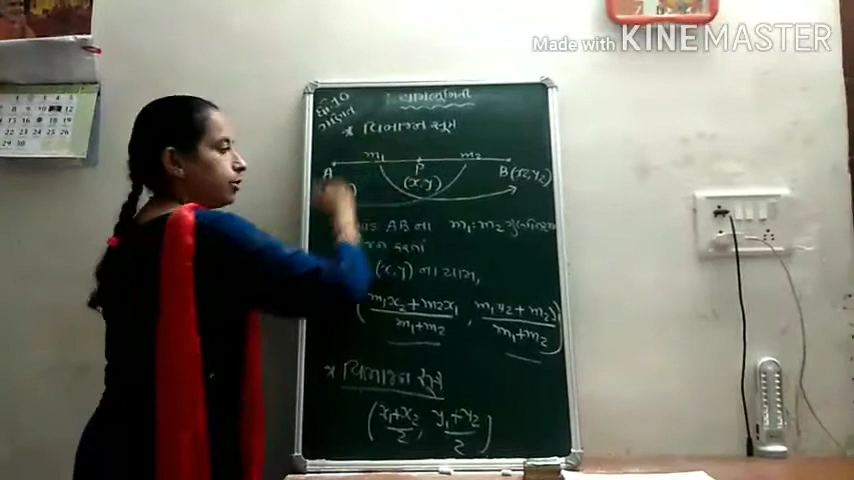 Made with KINEMASTER
ધો-10
ગણિત
યામભૂમિતિ
* વિભાજન સૂત્ર
m₁ P m₂
A (x,y) B(x₂,y₂)
AB ના m₁:m₂
(x,y) ના યામ,
(m₁x₂+m₂x₁/m₁+m₂, m₁y₂+m₂y₁/m₁+m₂)
* વિભાજન સૂત્ર
(x₁+x₂/2, y₁+y₂/2)